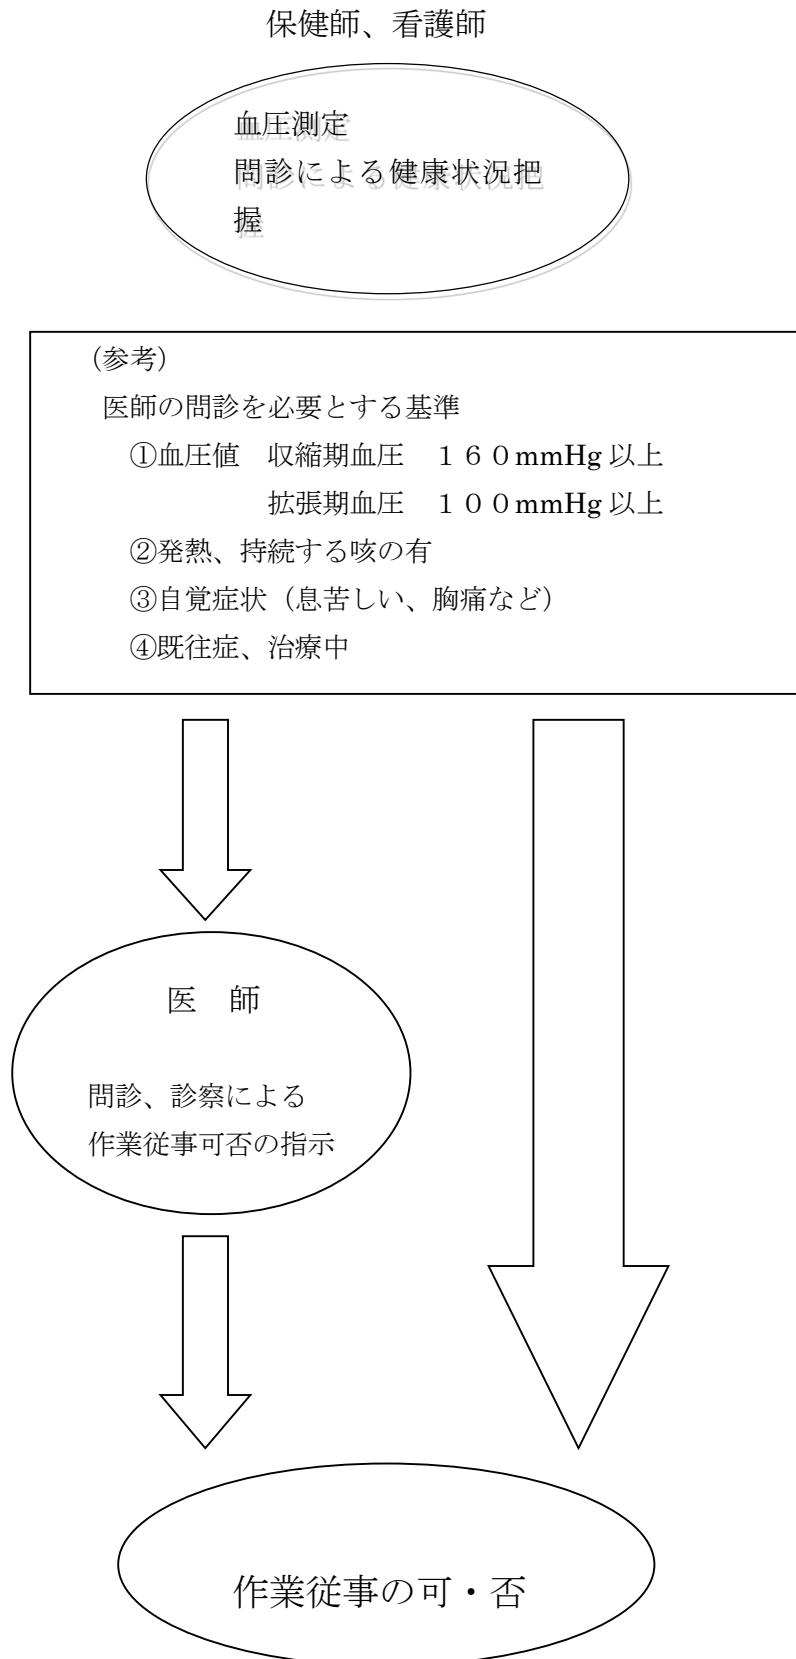 保健師、看護師
血圧測定
問診による健康状況把
握
（参考）
医師の問診を必要とする基準
①血圧値　収縮期血圧　１６０mmHg 以上
拡張期血圧　１００mmHg 以上
②発熱、持続する咳の有
③自覚症状（息苦しい、胸痛など）
④既往症、治療中
医　師
問診、診察による
作業従事可否の指示
作業従事の可・否